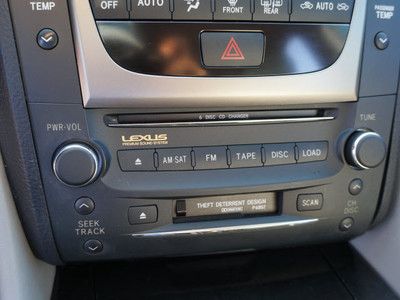 TEMP
OFF
AUTO
FRONT
REAR
AUTO
PASSENGER
TEMP
6 DISC CD CHANGER
PWR·VOL
LEXUS
PREMIUM SOUND SYSTEM
TUNE
AM SAT
FM
TAPE
DISC
LOAD
SEEK
TRACK
THEFT DETERRENT DESIGN
SCAN
CH
DISC